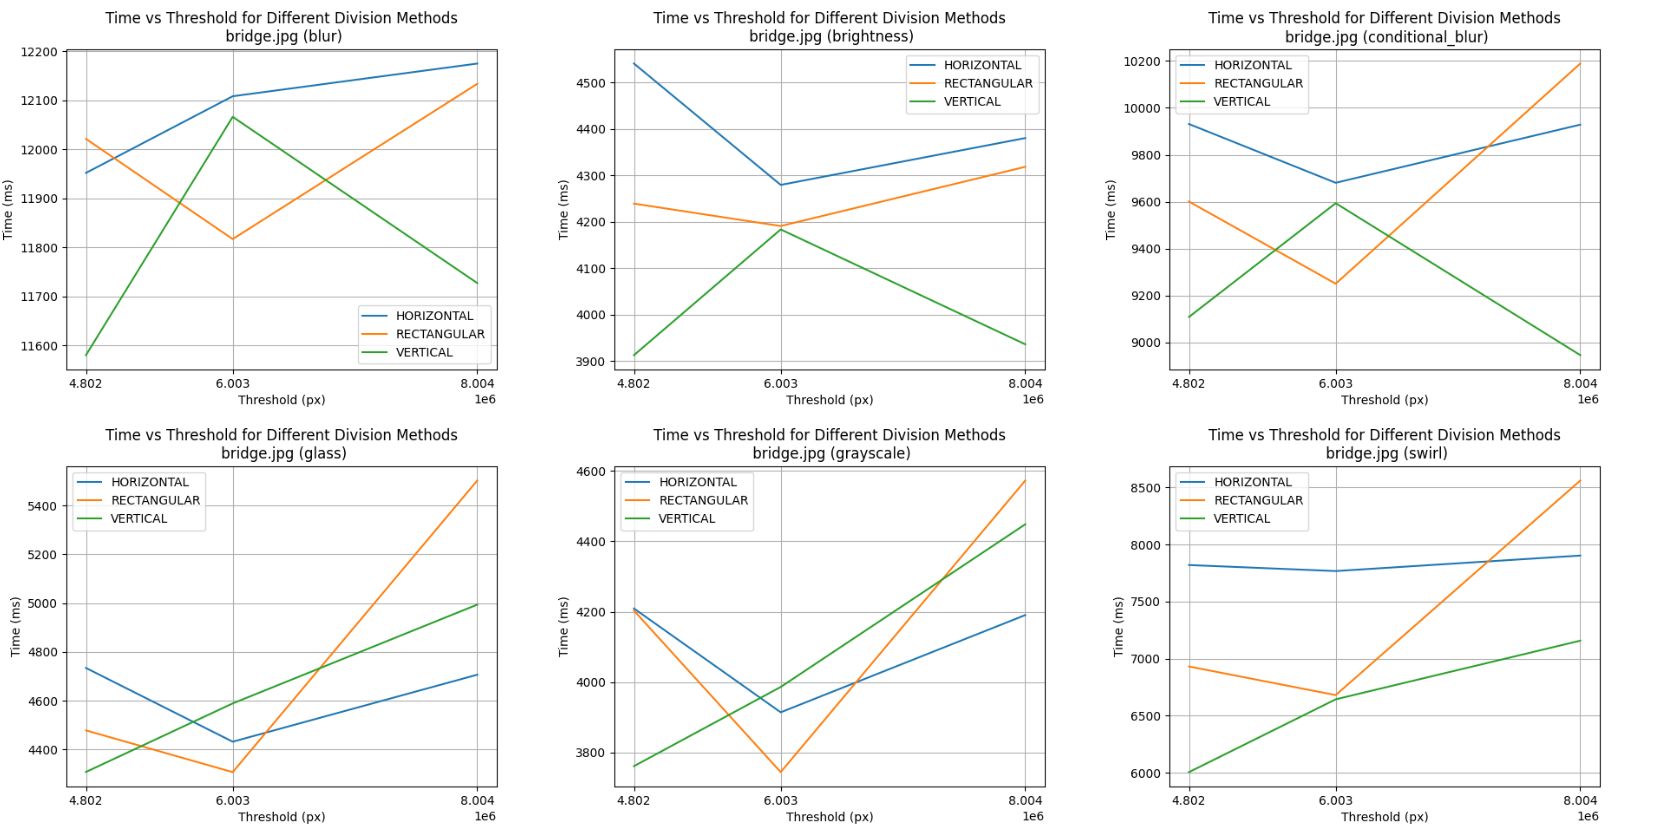 Time vs Threshold for Different Division Methods
bridge.jpg (blur)
12200
12100
12000
11900
11800
11700
11600
Time (ms)
HORIZONTAL
RECTANGULAR
VERTICAL
4.802 6.003 8.004
Threshold (px)
1e6
Time vs Threshold for Different Division Methods
bridge.jpg (brightness)
4500
4400
4300
4200
4100
4000
3900
Time (ms)
HORIZONTAL
RECTANGULAR
VERTICAL
4.802 6.003 8.004
Threshold (px)
1e6
Time vs Threshold for Different Division Methods
bridge.jpg (conditional_blur)
10200
10000
9800
9600
9400
9200
9000
Time (ms)
HORIZONTAL
RECTANGULAR
VERTICAL
4.802 6.003 8.004
Threshold (px)
1e6
Time vs Threshold for Different Division Methods
bridge.jpg (glass)
5400
5200
5000
4800
4600
4400
Time (ms)
HORIZONTAL
RECTANGULAR
VERTICAL
4.802 6.003 8.004
Threshold (px)
1e6
Time vs Threshold for Different Division Methods
bridge.jpg (grayscale)
4600
4400
4200
4000
3800
Time (ms)
HORIZONTAL
RECTANGULAR
VERTICAL
4.802 6.003 8.004
Threshold (px)
1e6
Time vs Threshold for Different Division Methods
bridge.jpg (swirl)
8500
8000
7500
7000
6500
6000
Time (ms)
HORIZONTAL
RECTANGULAR
VERTICAL
4.802 6.003 8.004
Threshold (px)
1e6